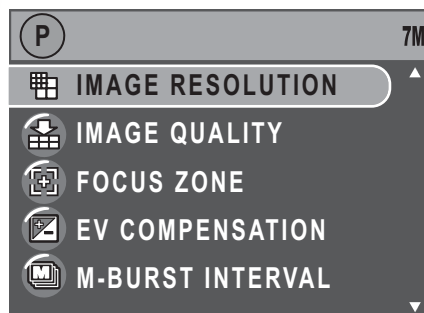 P 7M
IMAGE RESOLUTION
IMAGE QUALITY
FOCUS ZONE
EV COMPENSATION
M-BURST INTERVAL